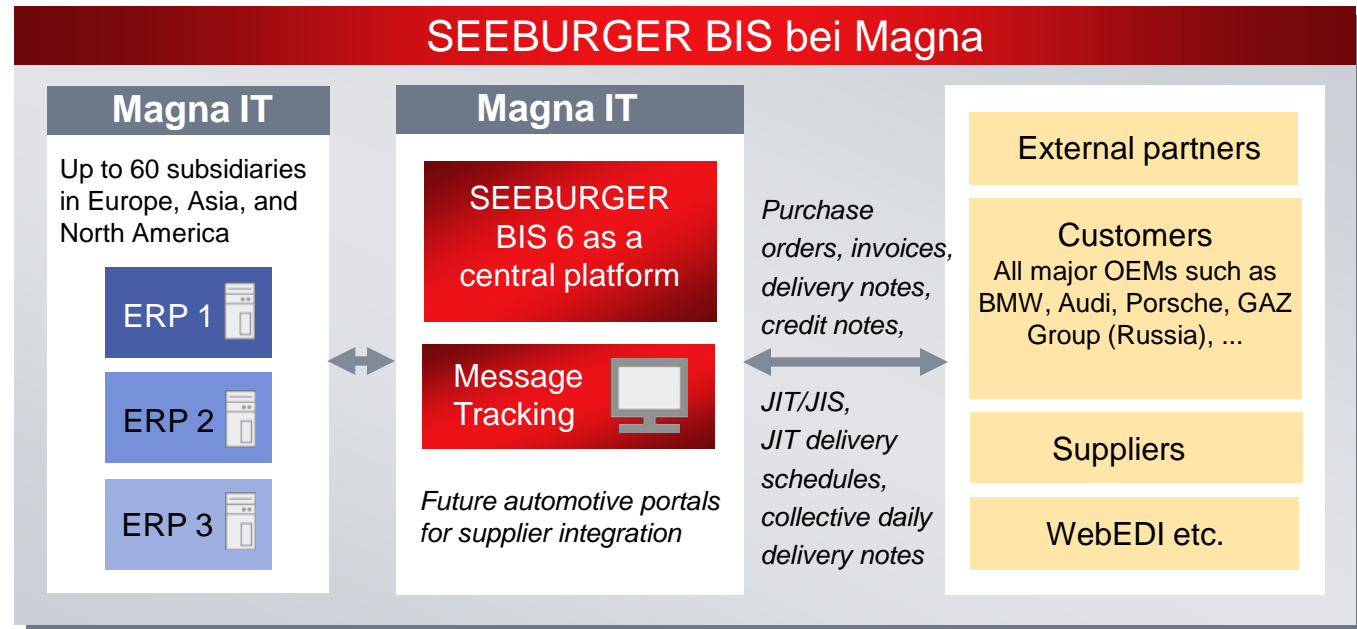 SEEBURGER BIS bei Magna
Magna IT
Up to 60 subsidiaries
in Europe, Asia, and
North America
ERP 1
ERP 2
ERP 3
Magna IT
SEEBURGER
BIS 6 as a
central platform
Message
Tracking
Future automotive portals
for supplier integration
Purchase
orders, invoices,
delivery notes,
credit notes,
JIT/JIS,
JIT delivery
schedules,
collective daily
delivery notes
External partners
Customers
All major OEMs such as
BMW, Audi, Porsche, GAZ
Group (Russia), ...
Suppliers
WebEDI etc.